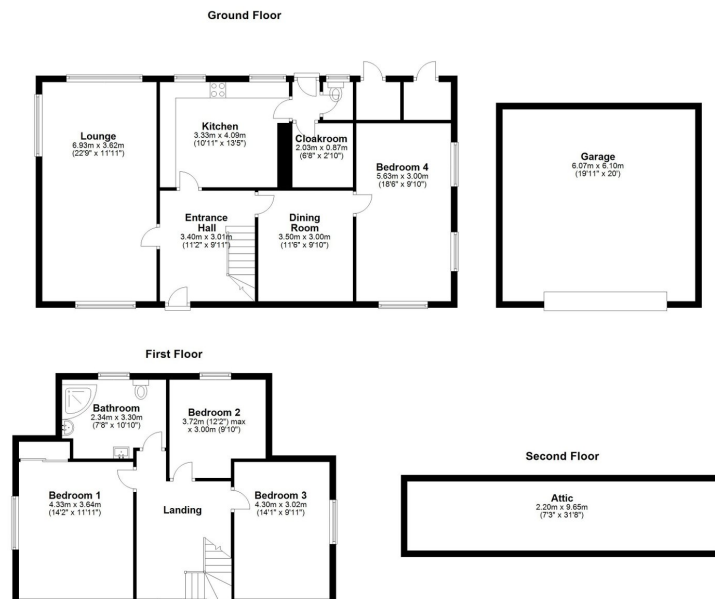 Ground Floor
Lounge
6.93m x 3.62m
(22'9" x 11'11")
Kitchen
3.33m x 4.09m
(10'11" x 13'5")
Cloakroom
2.03m x 0.87m
(6'8" x 2'10")
Bedroom 4
5.63m x 3.00m
(18'6" x 9'10")
Entrance
Hall
3.40m x 3.01m
(11'2" x 9'11")
Dining
Room
3.50m x 3.00m
(11'6" x 9'10")
Garage
6.07m x 6.10m
(19'11" x 20')
First Floor
Bathroom
2.34m x 3.30m
(7'8" x 10'10")
Bedroom 2
3.72m (12'2") max
x 3.00m (9'10")
Bedroom 1
4.33m x 3.64m
(14'2" x 11'11")
Landing
Bedroom 3
4.30m x 3.02m
(14'1" x 9'11")
Second Floor
Attic
2.20m x 9.65m
(7'3" x 31'8")